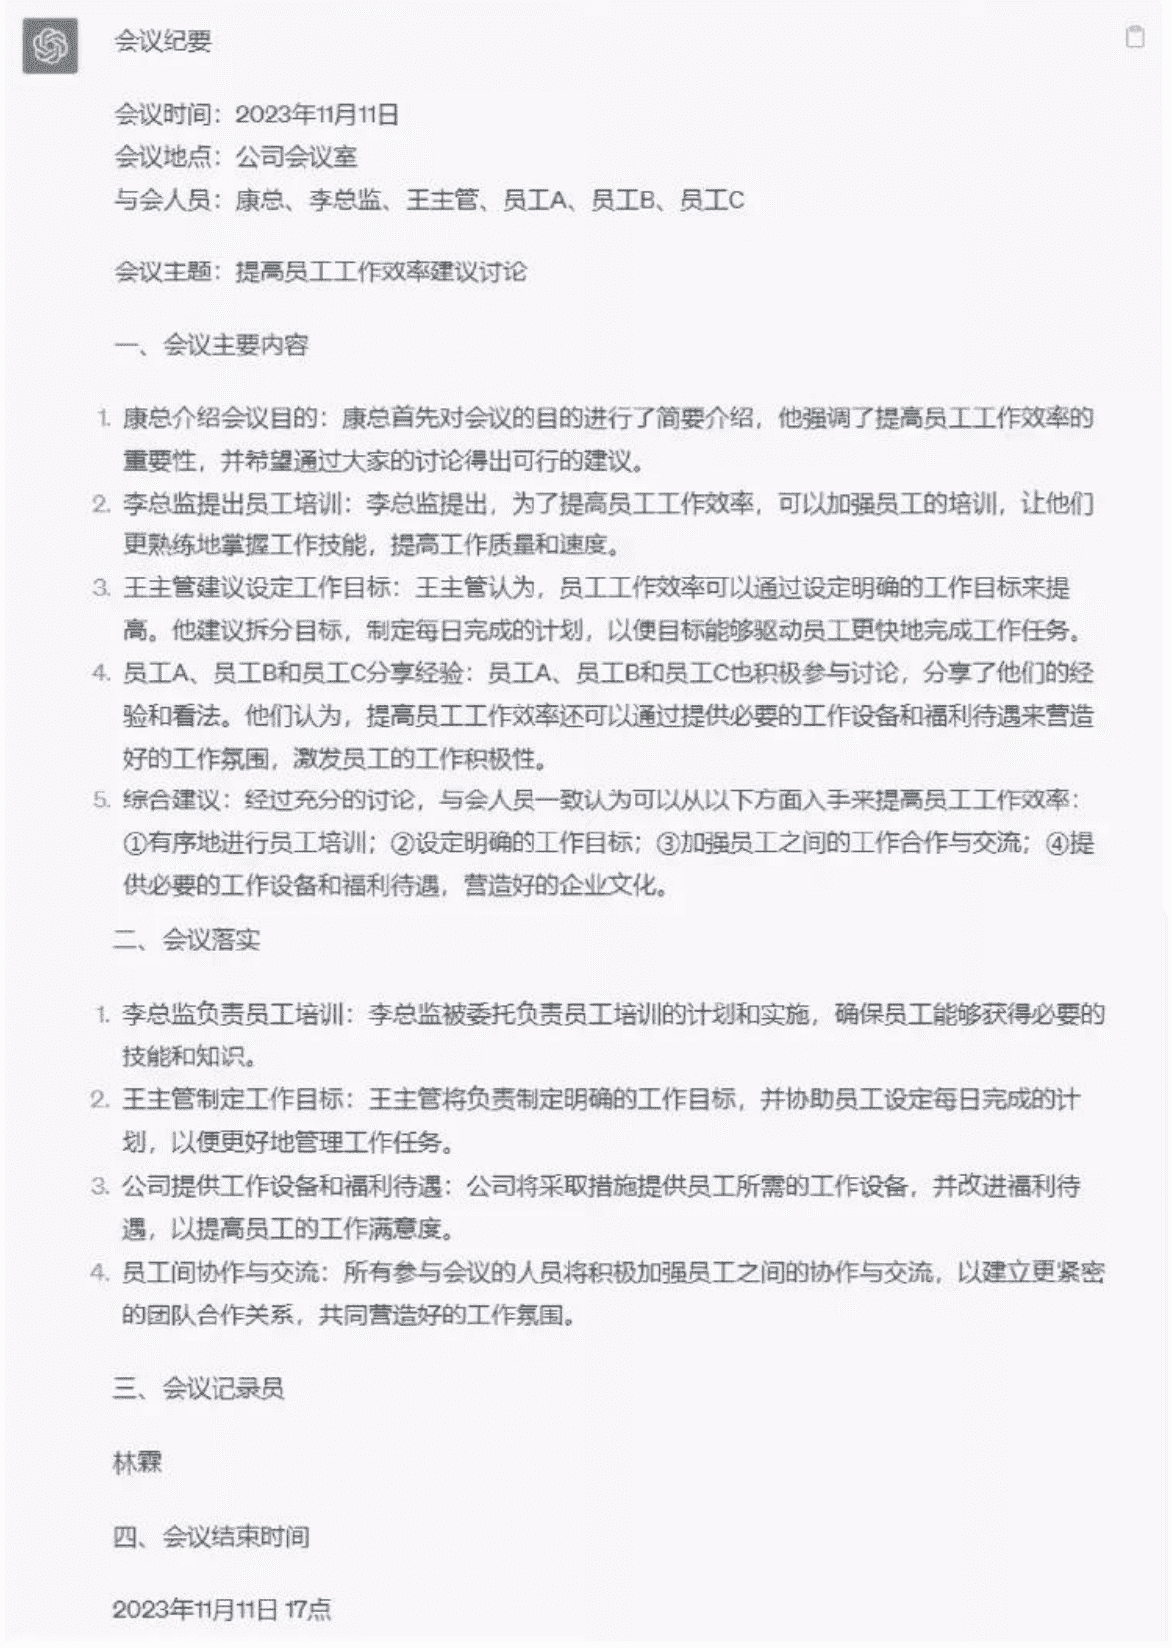 会议纪要
会议时间：2023年11月11日
会议地点：公司会议室
与会人员：康总、李总监、王主管、员工A、员工B、员工C
会议主题：提高员工工作效率建议讨论
一、会议主要内容
1. 康总介绍会议目的：康总首先对会议的目的进行了简要介绍，他强调了提高员工工作效率的
重要性，并希望通过大家的讨论得出可行的建议。
2. 李总监提出员工培训：李总监提出，为了提高员工工作效率，可以加强员工的培训，让他们
更熟练地掌握工作技能，提高工作质量和速度。
3. 王主管建议设定工作目标：王主管认为，员工工作效率可以通过设定明确的工作目标来提
高。他建议拆分目标，制定每日完成的计划，以便目标能够驱动员工更快地完成工作任务。
4. 员工A、员工B和员工C分享经验：员工A、员工B和员工C也积极参与讨论，分享了他们的经
验和看法。他们认为，提高员工工作效率还可以通过提供必要的工作设备和福利待遇来营造
好的工作氛围，激发员工的工作积极性。
5. 综合建议：经过充分的讨论，与会人员一致认为可以从以下方面入手来提高员工工作效率：
①有序地进行员工培训；②设定明确的工作目标；③加强员工之间的工作合作与交流；④提
供必要的工作设备和福利待遇，营造好的企业文化。
二、会议落实
1. 李总监负责员工培训：李总监被委托负责员工培训的计划和实施，确保员工能够获得必要的
技能和知识。
2. 王主管制定工作目标：王主管将负责制定明确的工作目标，并协助员工设定每日完成的计
划，以便更好地管理工作任务。
3. 公司提供工作设备和福利待遇：公司将采取措施提供员工所需的工作设备，并改进福利待
遇，以提高员工的工作满意度。
4. 员工间协作与交流：所有参与会议的人员将积极加强员工之间的协作与交流，以建立更紧密
的团队合作关系，共同营造好的工作氛围。
三、会议记录员
林霖
四、会议结束时间
2023年11月11日 17点